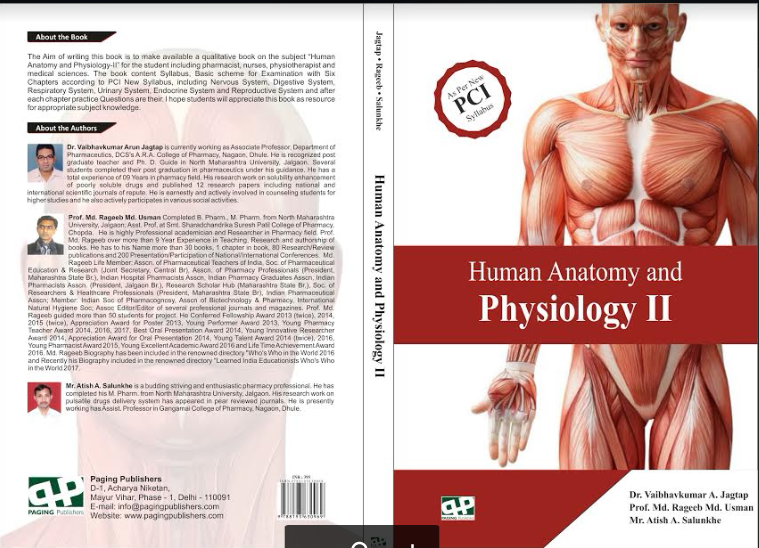 About the Book
The Aim of writing this book is to make available a qualitative book on the subject "Human
Anatomy and Physiology-II" for the student including pharmacist, nurses, physiotherapist and
medical sciences. The book content Syllabus, Basic scheme for Examination with Six
Chapters according to PCI New Syllabus, including Nervous System, Digestive System,
Respiratory System, Urinary System, Endocrine System and Reproductive System and after
each chapter practice Questions are their. I hope students will appreciate this book as resource
for appropriate subject knowledge.
About the Authors
Dr. Vaibhavkumar Arun Jagtap is currently working as Associate Professor, Department of
Pharmaceutics, DCS's A.R.A. College of Pharmacy, Nagaon, Dhule. He is recognized post
graduate teacher and Ph. D. Guide in North Maharashtra University, Jalgaon. Several
students completed their post graduation in pharmaceutics under his guidance. He has a
total experience of 09 Years in pharmacy field. His research work on solubility enhancement
of poorly soluble drugs and published 12 research papers including national and
international scientific journals of repute. He is earnestly and actively involved in counseling students for
higher studies and he also actively participates in various social activities.
Prof. Md. Rageeb Md. Usman Completed B. Pharm., M. Pharm. from North Maharashtra
University, Jalgaon; Asst. Prof. at Smt. Sharadchandrika Suresh Patil College of Pharmacy,
Chopda. He is highly Professional academician and Researcher in Pharmacy field. Prof.
Md. Rageeb over more than 9 Year Experience in Teaching, Research and authorship of
books. He has to his Name more than 30 books, 1 chapter in book, 80 Research/Review
publications and 200 Presentation/Participation of National/International Conferences. Md.
Rageeb Life Member; Asscn. of Pharmaceutical Teachers of India, Soc. of Pharmaceutical
Education & Research (Joint Secretary, Central Br), Asscn. of Pharmacy Professionals (President,
Maharashtra State Br.), Indian Hospital Pharmacists Asscn, Indian Pharmacy Graduates Asscn, Indian
Pharmacists Asscn. (President, Jalgaon Br.), Research Scholar Hub (Maharashtra State Br.), Soc. of
Researchers & Healthcare Professionals (President, Maharashtra State Br), Indian Pharmaceutical
Asscn; Member: Indian Soc of Pharmacognosy, Asscn of Biotechnology & Pharmacy, International
Natural Hygiene Soc; Assoc Editor/Editor of several professional journals and magazines. Prof. Md.
Rageeb guided more than 50 students for project. He Conferred Fellowship Award 2013 (twice), 2014,
2015 (twice), Appreciation Award for Poster 2013, Young Performer Award 2013, Young Pharmacy
Teacher Award 2014, 2016, 2017, Best Oral Presentation Award 2014, Young Innovative Researcher
Award 2014, Appreciation Award for Oral Presentation 2014, Young Talent Award 2014 (twice), 2016,
Young Pharmacist Award 2015, Young Excellence Academic Award 2016 and Life Time Achievement Award
2016. Md. Rageeb Biography has been included in the renowned directory "Who's Who in the World 2016
and Recently his Biography included in the renowned directory "Learned India Educationists Who's Who
in the World 2017.
Mr. Atish A. Salunkhe is a budding striving and enthusiastic pharmacy professional. He has
completed his M. Pharm. from North Maharashtra University, Jalgaon. His research work on
pulsatile drugs delivery system has appeared in pear reviewed journals. He is presently
working has Assist. Professor in Gangamai College of Pharmacy, Nagaon, Dhule.
PAGING Publishers
Paging Publishers
D-1, Acharya Niketan,
Mayur Vihar, Phase - 1, Delhi - 110091
E-mail: info@pagingpublishers.com
Website: www.pagingpublishers.com
Jagtap • Rageeb • Salunkhe
Human Anatomy and Physiology II
As Per New
PCI
Syllabus
Human Anatomy and
Physiology II
PAGING Publishers
Dr. Vaibhavkumar A. Jagtap
Prof. Md. Rageeb Md. Usman
Mr. Atish A. Salunkhe